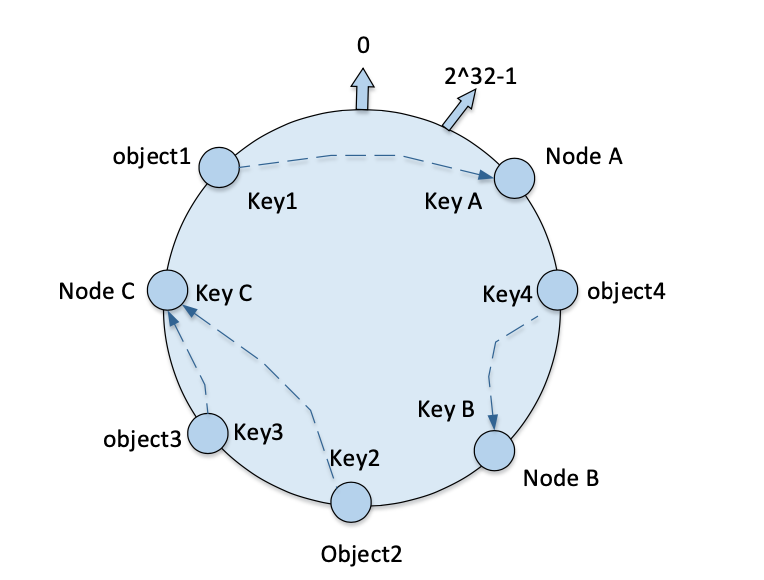 0
2^32-1
object1
Node A
Key1
Key A
Node C
Key C
Key4
object4
Key B
object3
Key3
Key2
Node B
Object2